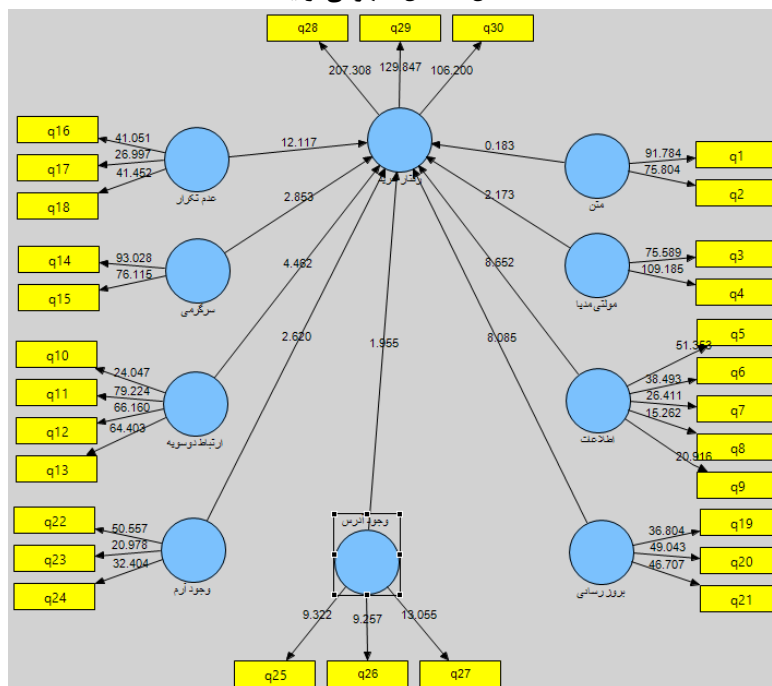 q28
q29
q30
207.308
129.847
106.200
q16
q17
q18
41.051
26.997
41.452
عدم تکرار
12.117
0.183
متن
91.784
75.804
q1
q2
q14
q15
93.028
76.115
سرگرمی
2.853
2.173
مولتی مدیا
75.589
109.185
q3
q4
q10
q11
q12
q13
24.047
79.224
66.160
64.403
ارتباط دوسویه
4.462
8.652
اطلاعات
51.353
38.493
26.411
15.262
20.916
q5
q6
q7
q8
q9
q22
q23
q24
50.557
20.978
32.404
وجود آرم
2.620
1.955
وجود ادرس
9.322
9.257
13.055
q25
q26
q27
8.085
بروز رسانی
36.804
49.043
46.707
q19
q20
q21